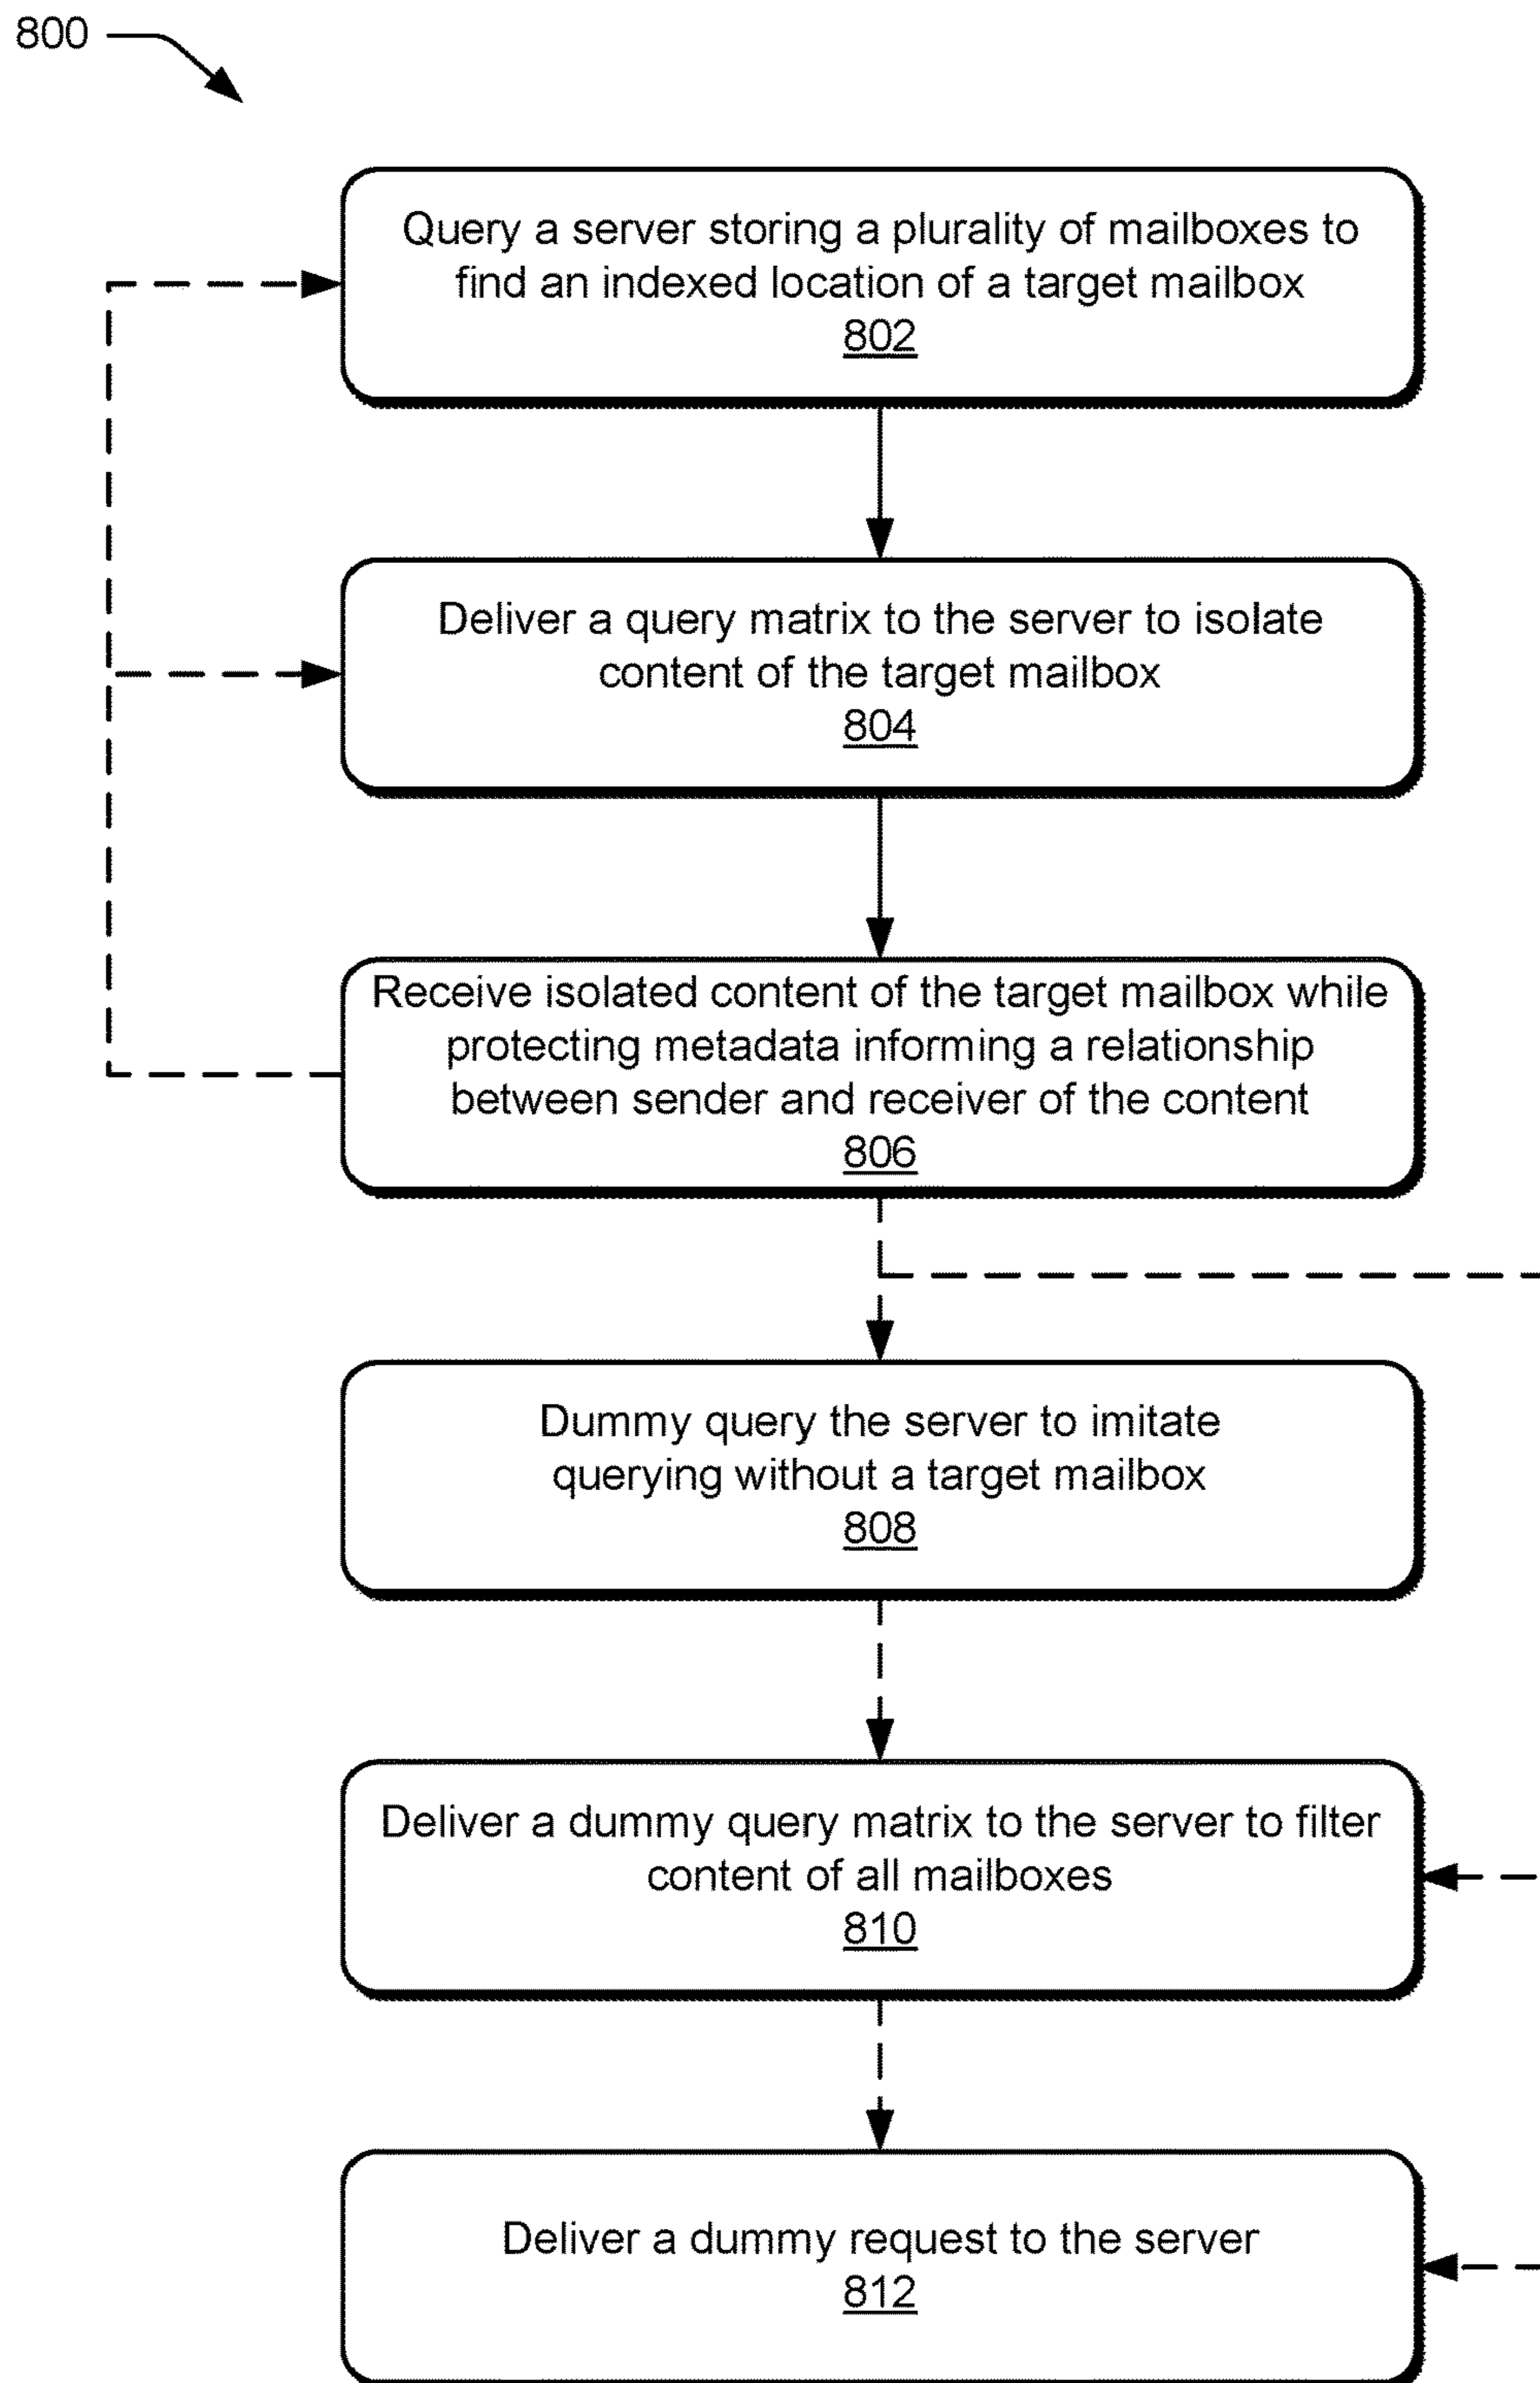 800
Query a server storing a plurality of mailboxes to
find an indexed location of a target mailbox
802
Deliver a query matrix to the server to isolate
content of the target mailbox
804
Receive isolated content of the target mailbox while
protecting metadata informing a relationship
between sender and receiver of the content
806
Dummy query the server to imitate
querying without a target mailbox
808
Deliver a dummy query matrix to the server to filter
content of all mailboxes
810
Deliver a dummy request to the server
812